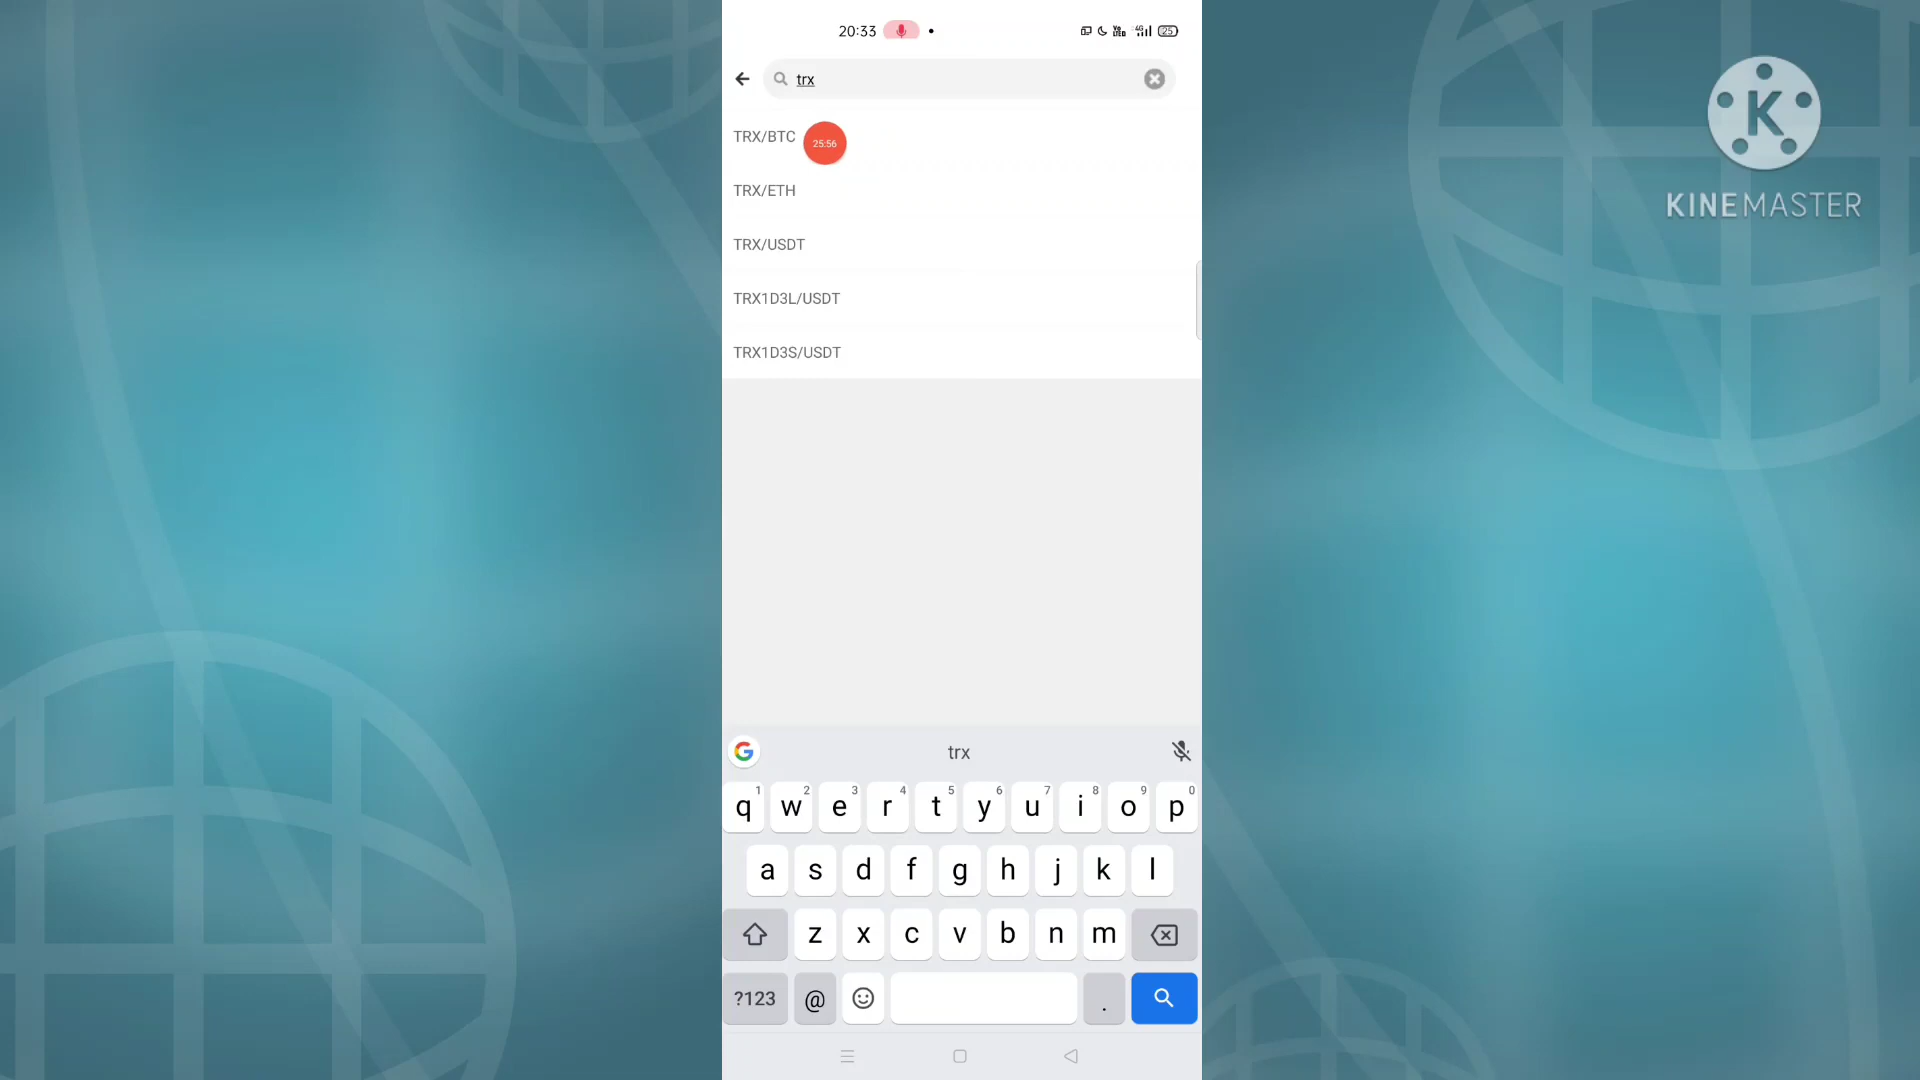 20:33
25
trx
TRX/BTC
25:56
TRX/ETH
TRX/USDT
TRX1D3L/USDT
TRX1D3S/USDT
K
KINEMASTER
G
trx
1 2 3 4 5 6 7 8 9 0
q w e r t y u i o p
a s d f g h j k l
z x c v b n m
?123 @ .